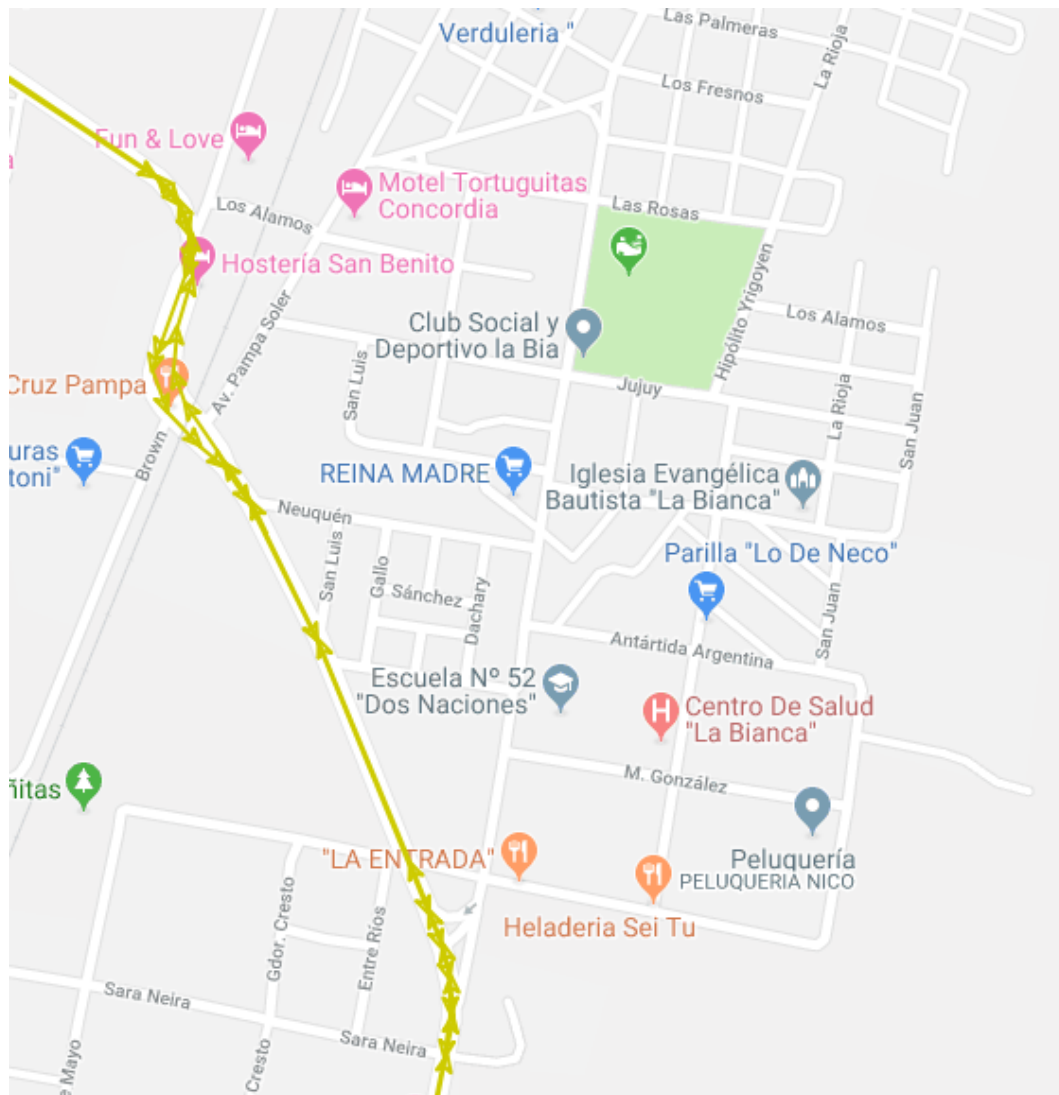 Las Palmeras
Verduleria "
La Rioja
Los Fresnos
Fun & Love
Motel Tortuguitas
Concordia
Los Alamos
Las Rosas
Hostería San Benito
Hipólito Yrigoyen
Av. Pampa Soler
Club Social y
Deportivo la Bia
Los Alamos
San Luis
Jujuy
Cruz Pampa
La Rioja
San Juan
uras
toni"
Brown
REINA MADRE
Iglesia Evangélica
Bautista "La Bianca"
Neuquén
Parilla "Lo De Neco"
San Luis
Gallo
Sánchez
Dachary
San Juan
Antártida Argentina
Escuela Nº 52
"Dos Naciones"
Centro De Salud
"La Bianca"
M. González
ñitas
"LA ENTRADA"
Peluquería
PELUQUERIA NICO
Heladeria Sei Tu
Gdor. Cresto
Entre Ríos
Sara Neira
Sara Neira
e Mayo
Cresto